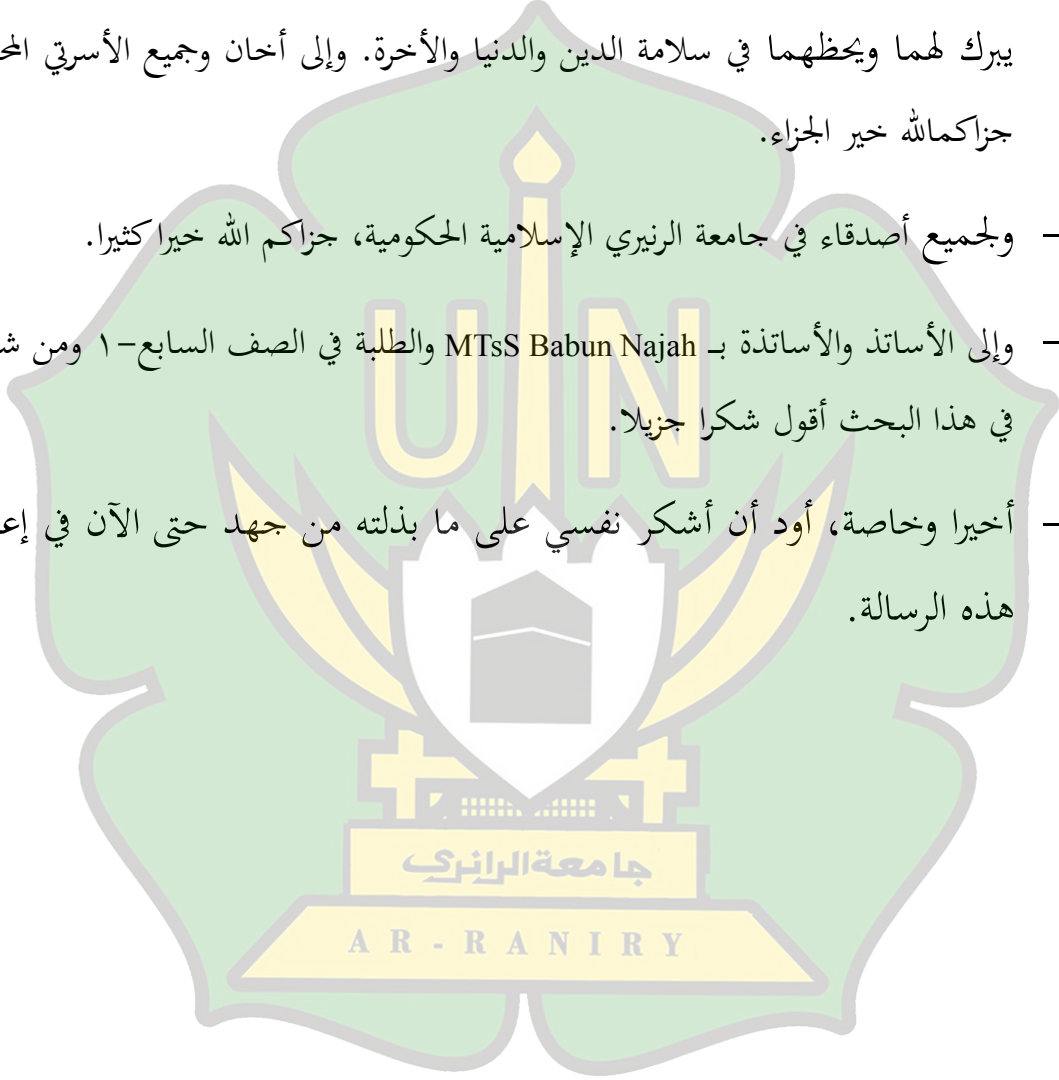 يبرك لهما ويحظهما في سلامة الدين والدنيا والأخرة. وإلى أخان وجميع الأسرتي
جزاكمالله خير الجزاء.
- ولجميع أصدقاء في جامعة الرنيري الإسلامية الحكومية، جزاكم الله خيرا كثيرا.
- وإلى الأساتذ والأساتذة بـ MTsS Babun Najah والطلبة في الصف السابع-١ ومن
في هذا البحث أقول شكرا جزيلا.
- أخيرا وخاصة، أود أن أشكر نفسي على ما بذلته من جهد حتى الآن في
هذه الرسالة.
UIN
جامعة الرانري
AR-RANIRY